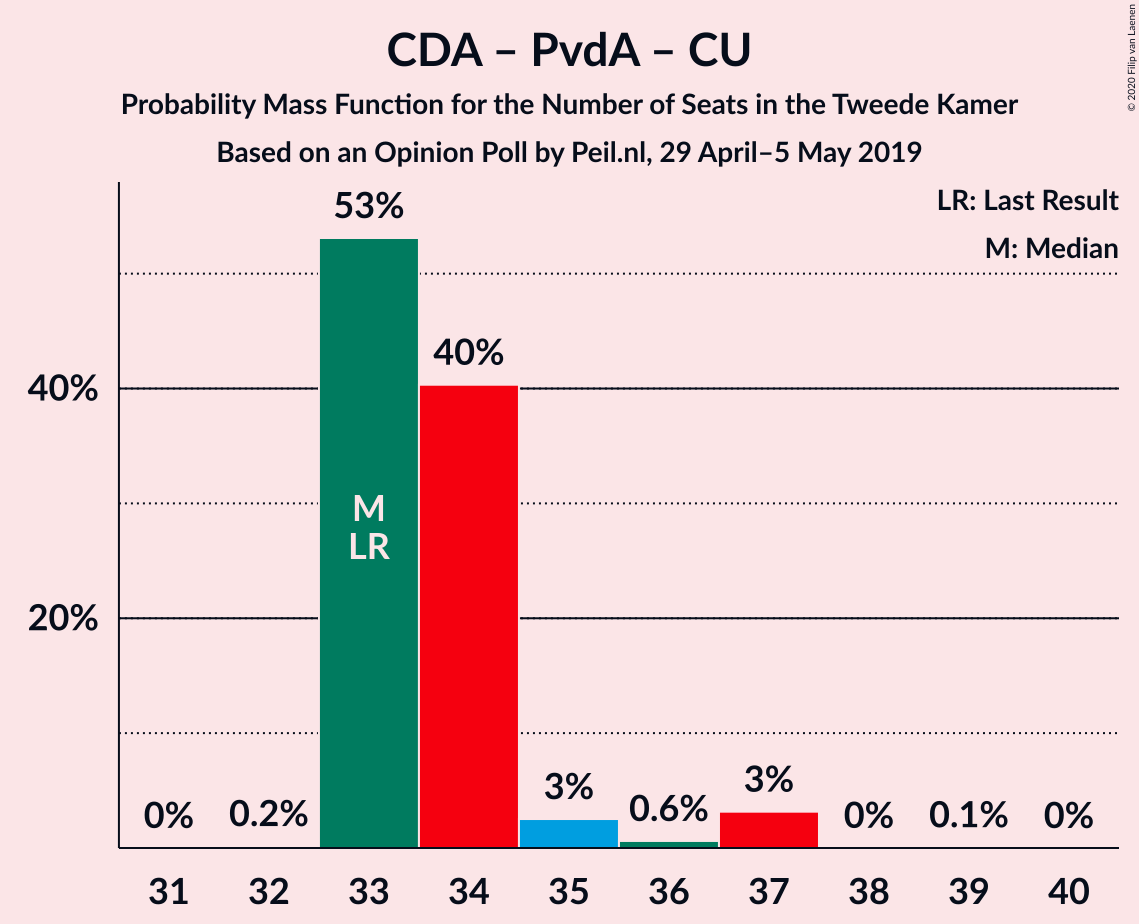 CDA – PvdA – CU
Probability Mass Function for the Number of Seats in the Tweede Kamer
Based on an Opinion Poll by Peil.nl, 29 April–5 May 2019
© 2020 Filip van Laenen
LR: Last Result
M: Median
53%
40%
40%
M
LR
20%
0%
0.2%
3%
0.6%
3%
0%
0.1%
0%
31
32
33
34
35
36
37
38
39
40